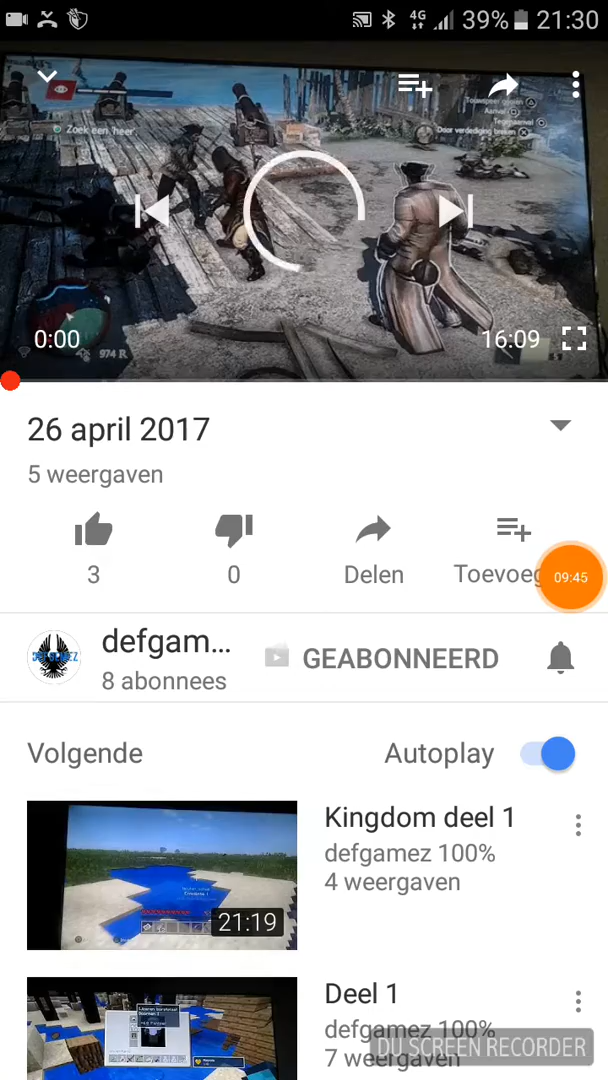 4G 39% 21:30
Zoek een 'heer'.
974 R
0:00
16:09
26 april 2017
5 weergaven
3
0
Delen
Toevoeg
09:45
defgam...
GEABONNEERD
8 abonnees
Volgende
Autoplay
Kingdom deel 1
defgamez 100%
4 weergaven
21:19
Deel 1
defgamez 100%
7 weergaven
DU SCREEN RECORDER